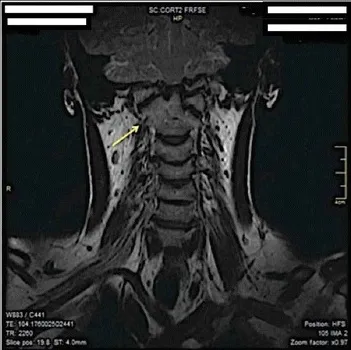 SC:CORT2 FRFSE
HP
R
4cm
W883 / C441
TE: 104.176002502441
TR: 2260
Slice pos: 19.8 ST: 4.0mm
Position: HFS
105 IMA 2
Zoom factor: x0.97